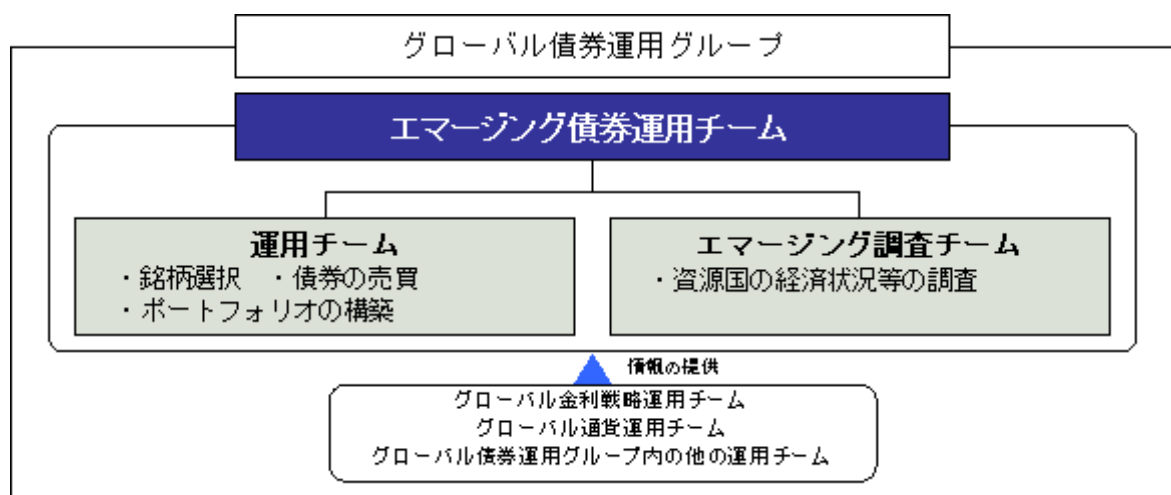 グローバル債券運用グループ
エマージング債券運用チーム
運用チーム
・銘柄選択　・債券の売買
・ポートフォリオの構築
エマージング調査チーム
・資源国の経済状況等の調査
情報の提供
グローバル金利戦略運用チーム
グローバル通貨運用チーム
グローバル債券運用グループ内の他の運用チーム